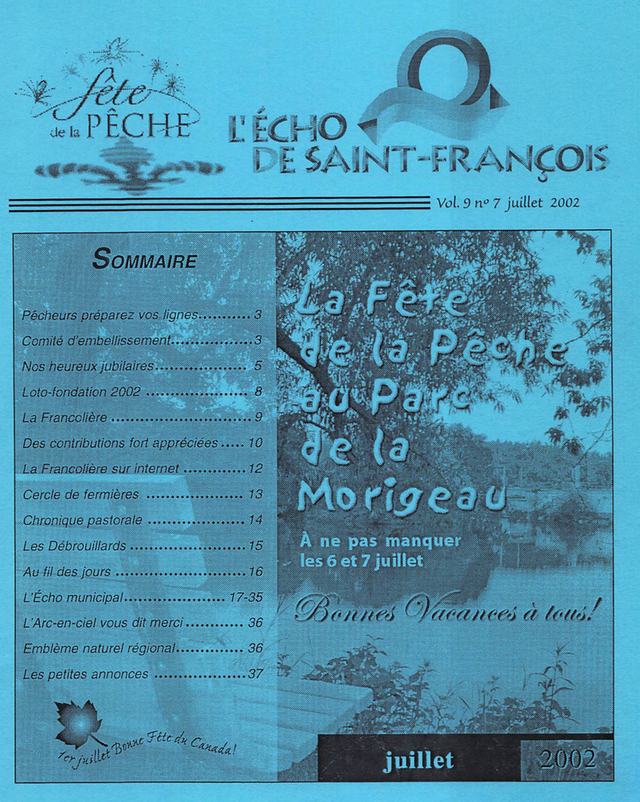 fête
de la PÊCHE
L'ÉCHO
DE SAINT-FRANÇOIS
Vol. 9 nº 7 juillet 2002
SOMMAIRE
Pêcheurs préparez vos lignes........... 3
Comité d'embellissement................. 3
Nos heureux jubilaires.................... 5
Loto-fondation 2002 ...................... 8
La Francolière ............................... 9
Des contributions fort appréciées ..... 10
La Francolière sur internet .............. 12
Cercle de fermières ...................... 13
Chronique pastorale ...................... 14
Les Débrouillards .......................... 15
Au fil des jours ............................. 16
L'Écho municipal...................... 17-35
L'Arc-en-ciel vous dit merci ............. 36
Emblème naturel régional............... 36
Les petites annonces .................... 37
1er juillet Bonne Fête du Canada!
La Fête
de la Pêche
au Parc
de la
Morigeau
À ne pas manquer
les 6 et 7 juillet
Bonnes Vacances à tous!
juillet 2002